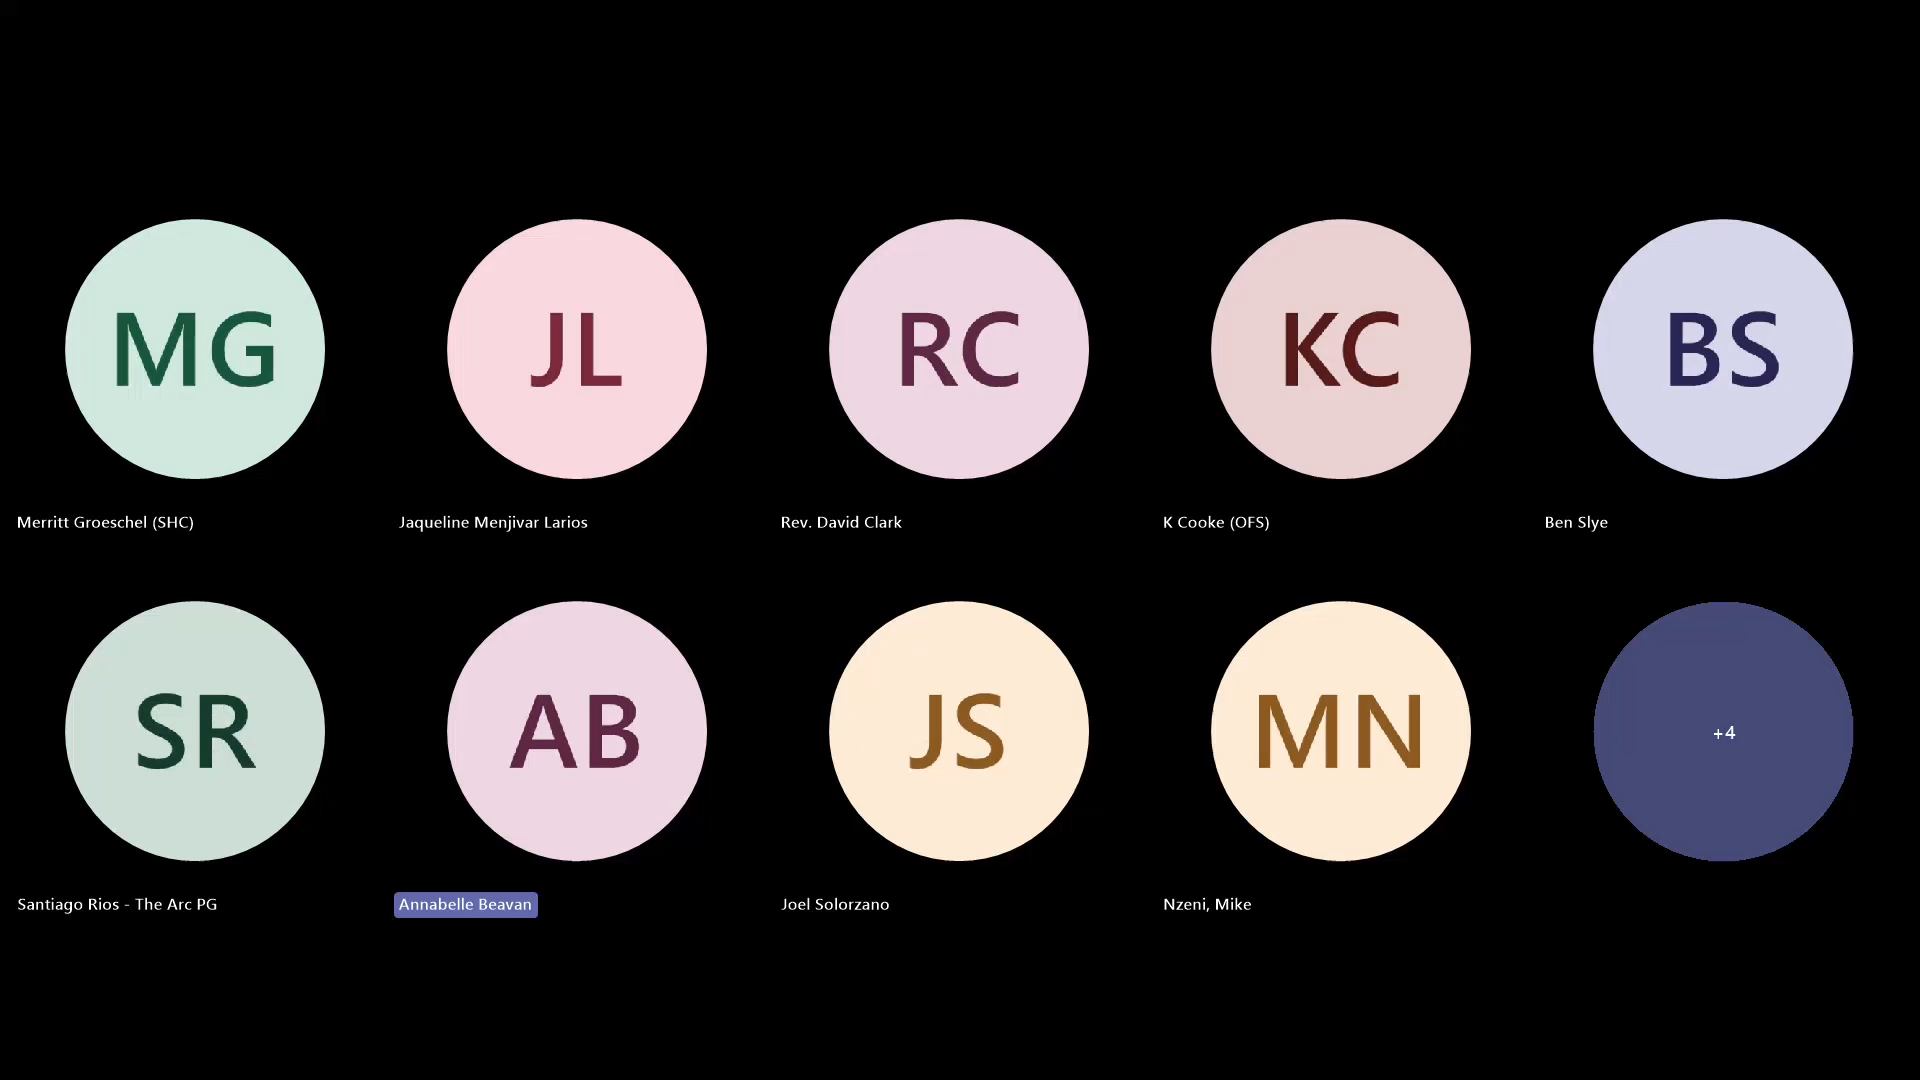 MG
JL
RC
KC
BS
Merritt Groeschel (SHC)
Jaqueline Menjivar Larios
Rev. David Clark
K Cooke (OFS)
Ben Slye
SR
AB
JS
MN
+4
Santiago Rios - The Arc PG
Annabelle Beavan
Joel Solorzano
Nzeni, Mike